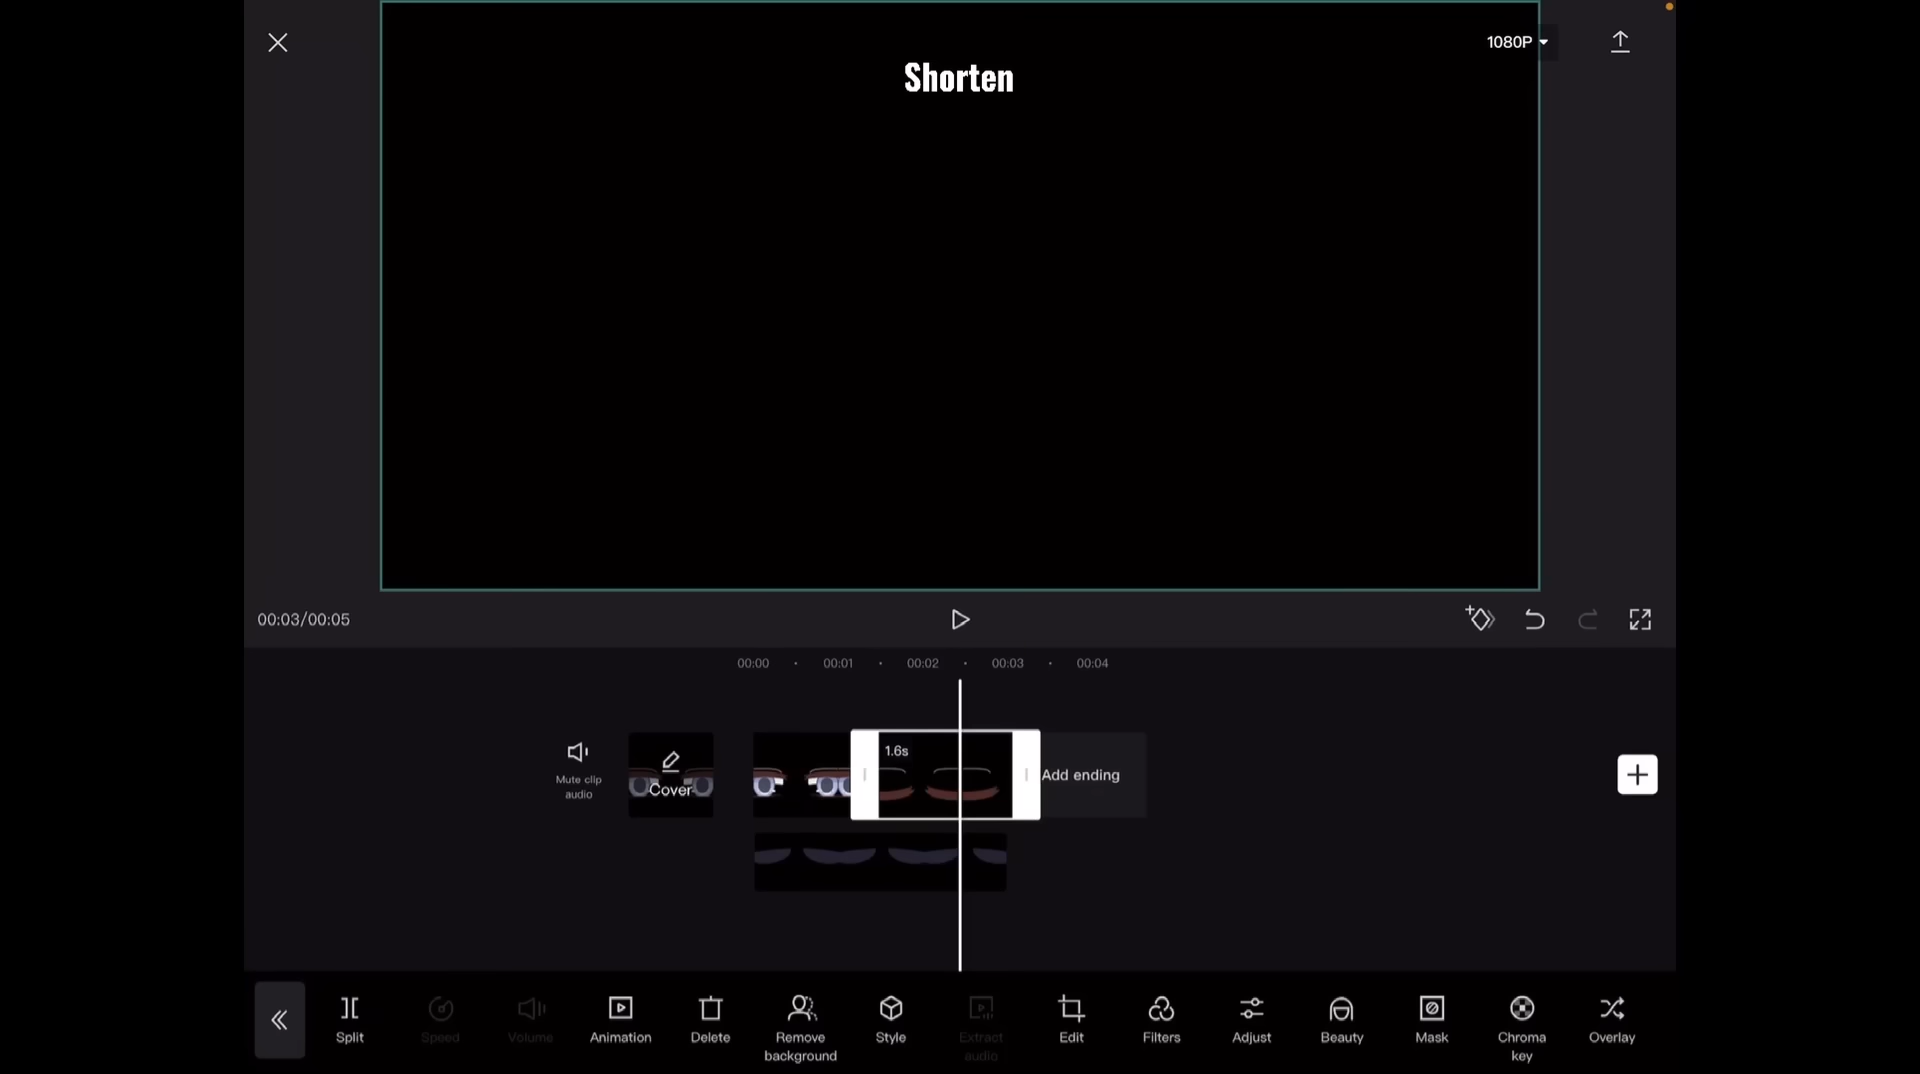 1080P
Shorten
00:03/00:05
00:00 00:01 00:02 00:03 00:04
Mute clip
audio
Cover
1.6s
Add ending
Split
Speed
Volume
Animation
Delete
Remove
background
Style
Extract
audio
Edit
Filters
Adjust
Beauty
Mask
Chroma
key
Overlay